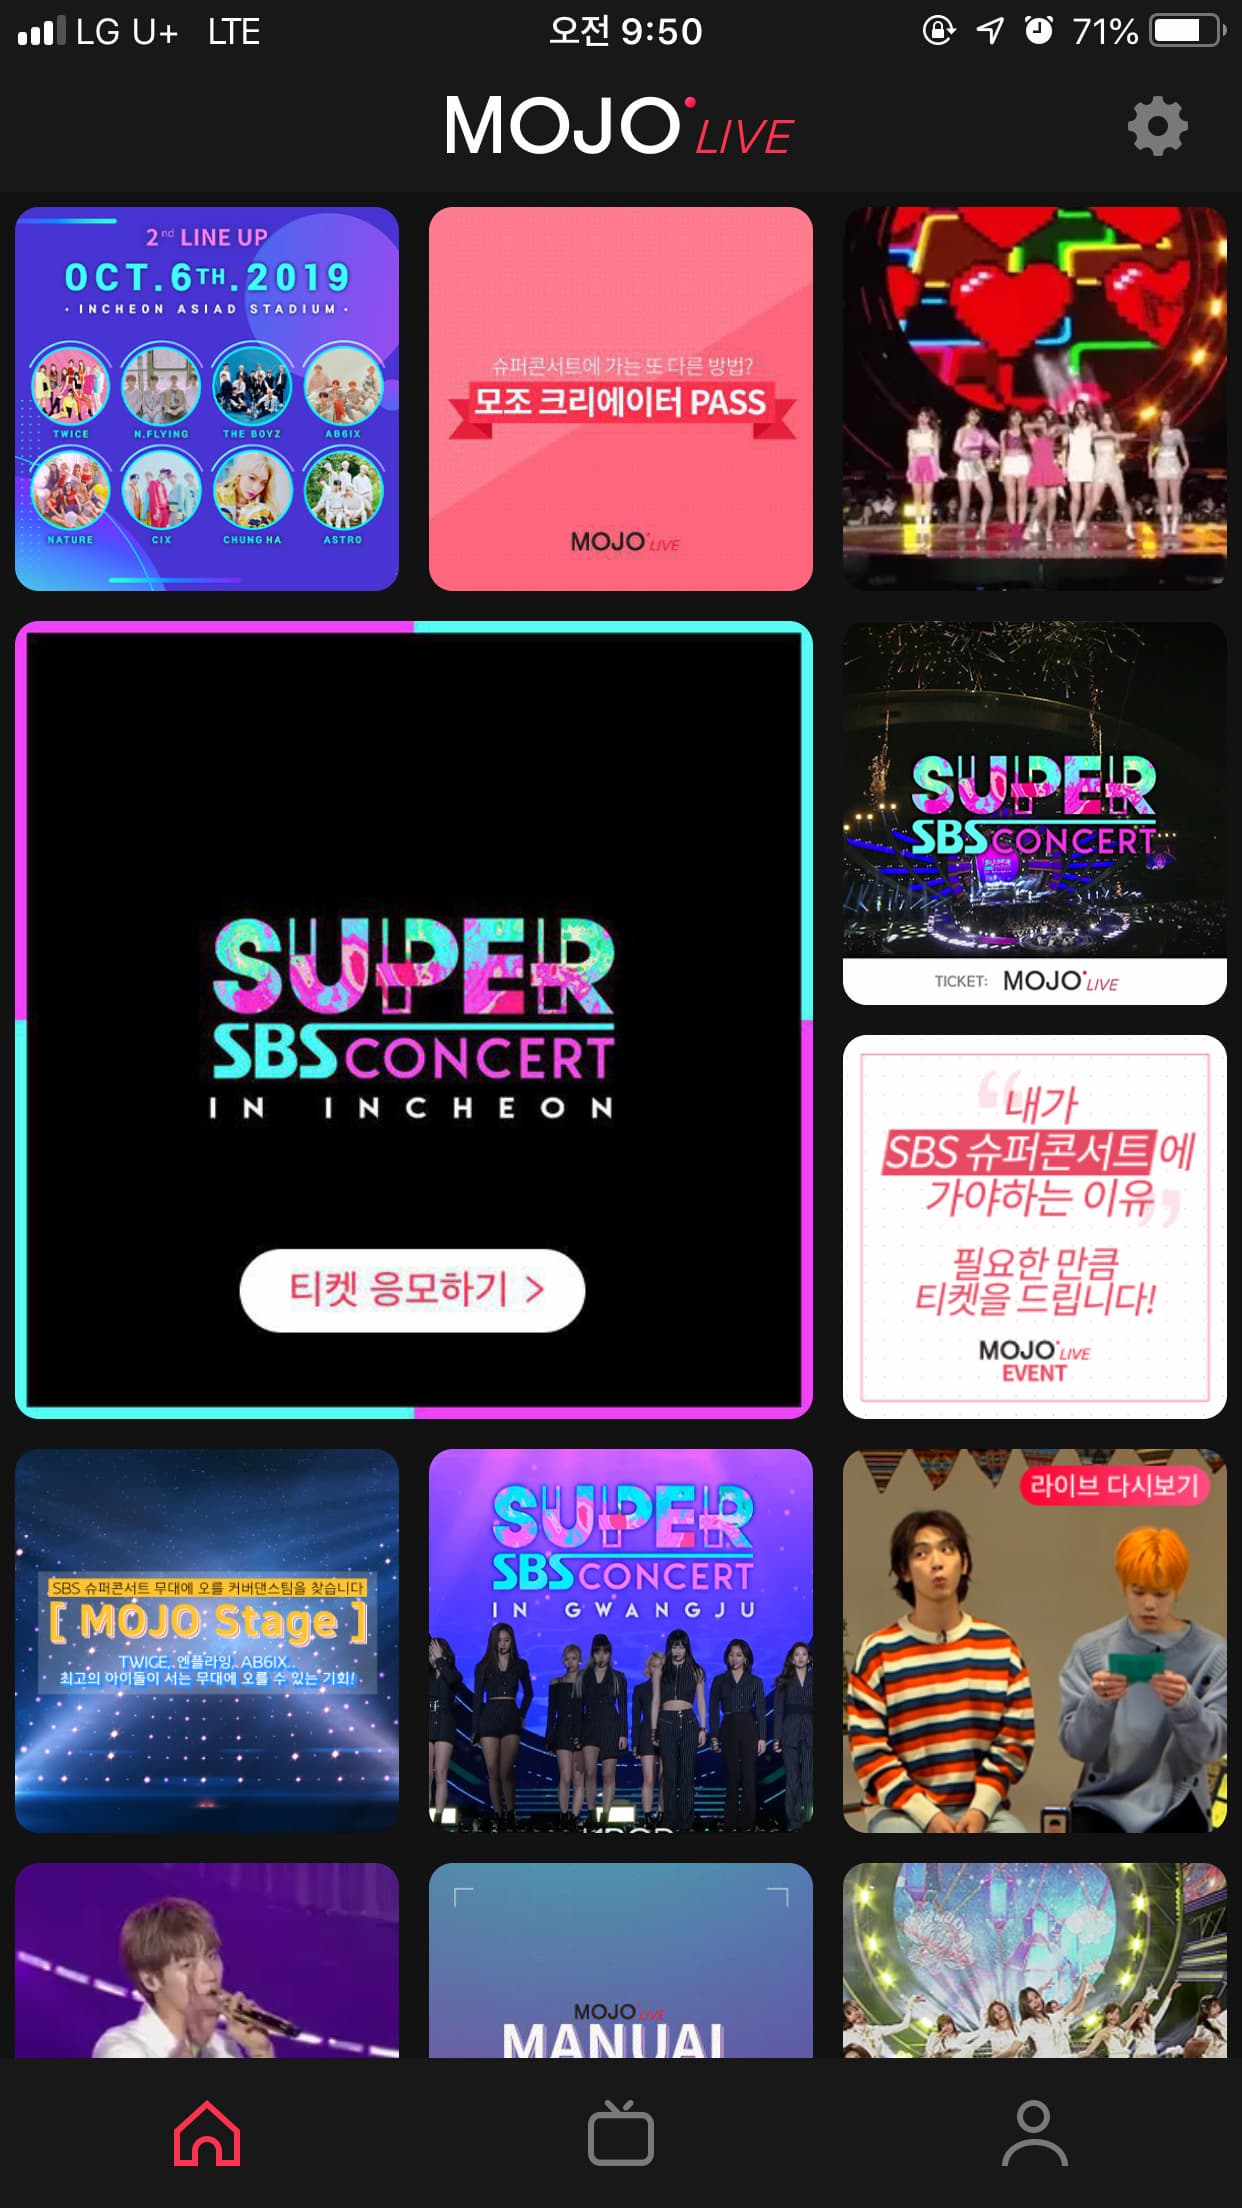 LG U+ LTE 오전 9:50 71%
MOJO LIVE
2nd LINE UP
OCT.6TH.2019
· INCHEON ASIAD STADIUM ·
TWICE N.FLYING THE BOYZ AB6IX
NATURE CIX CHUNG HA ASTRO
슈퍼콘서트에 가는 또 다른 방법?
모조 크리에이터 PASS
MOJO LIVE
SUPER
SBS CONCERT
IN INCHEON
티켓 응모하기 >
SUPER
SBS CONCERT
SUPER
TICKET: MOJO LIVE
“내가
SBS 슈퍼콘서트에
가야하는 이유”
필요한 만큼
티켓을 드립니다!
MOJO LIVE
EVENT
SBS 슈퍼콘서트 무대에 오를 커버댄스팀을 찾습니다
[ MOJO Stage ]
TWICE, 엔플라잉, AB6IX..
최고의 아이돌이 서는 무대에 오를 수 있는 기회!
SUPER
SBS CONCERT
IN GWANGJU
라이브 다시보기
MOJO LIVE
MANUAL